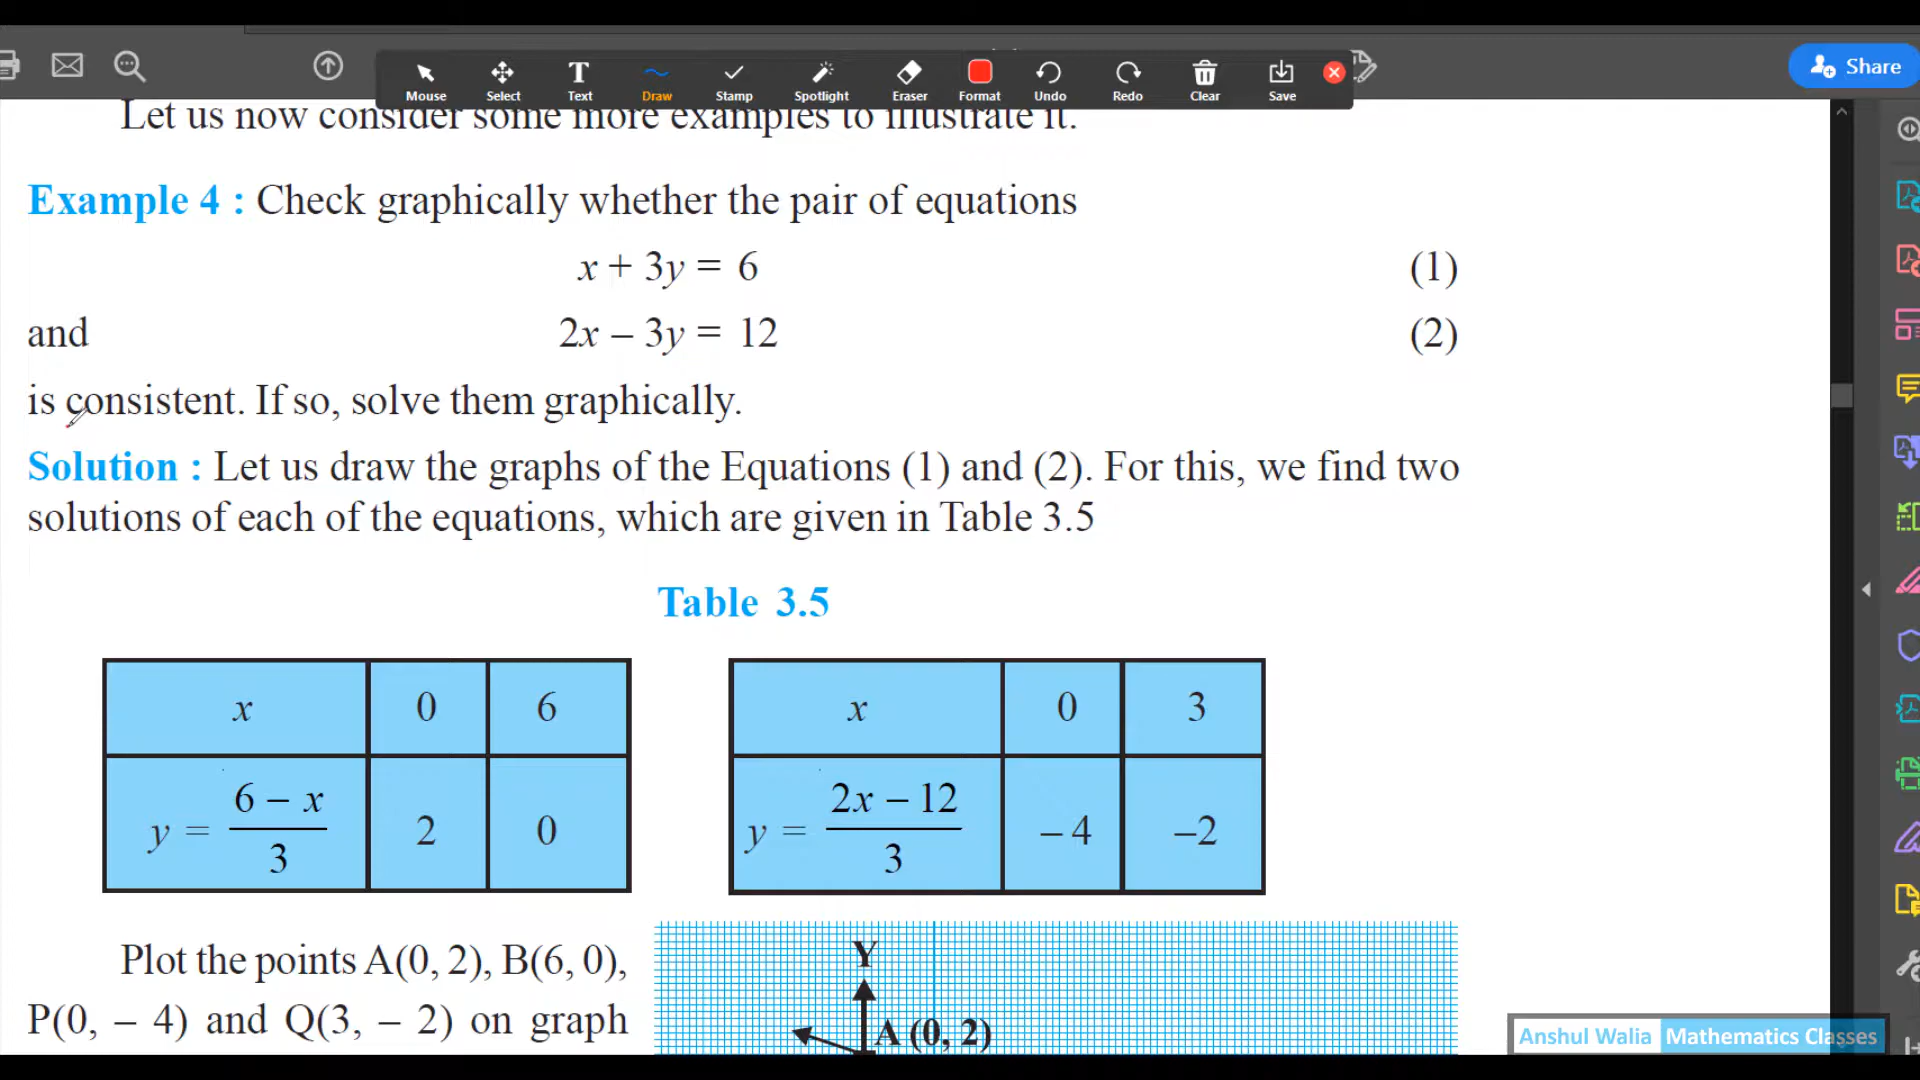 Share
Mouse
Select
Text
Draw
Stamp
Spotlight
Eraser
Format
Undo
Redo
Clear
Save
Let us now consider some more examples to illustrate it.
Example 4 : Check graphically whether the pair of equations
x + 3y = 6 (1)
and 2x – 3y = 12 (2)
is consistent. If so, solve them graphically.
Solution : Let us draw the graphs of the Equations (1) and (2). For this, we find two
solutions of each of the equations, which are given in Table 3.5
Table 3.5
x 0 6
y = (6 – x)/3 2 0
x 0 3
y = (2x – 12)/3 – 4 –2
Plot the points A(0, 2), B(6, 0),
P(0, – 4) and Q(3, – 2) on graph
Y
A (0, 2)
Anshul Walia Mathematics Classes